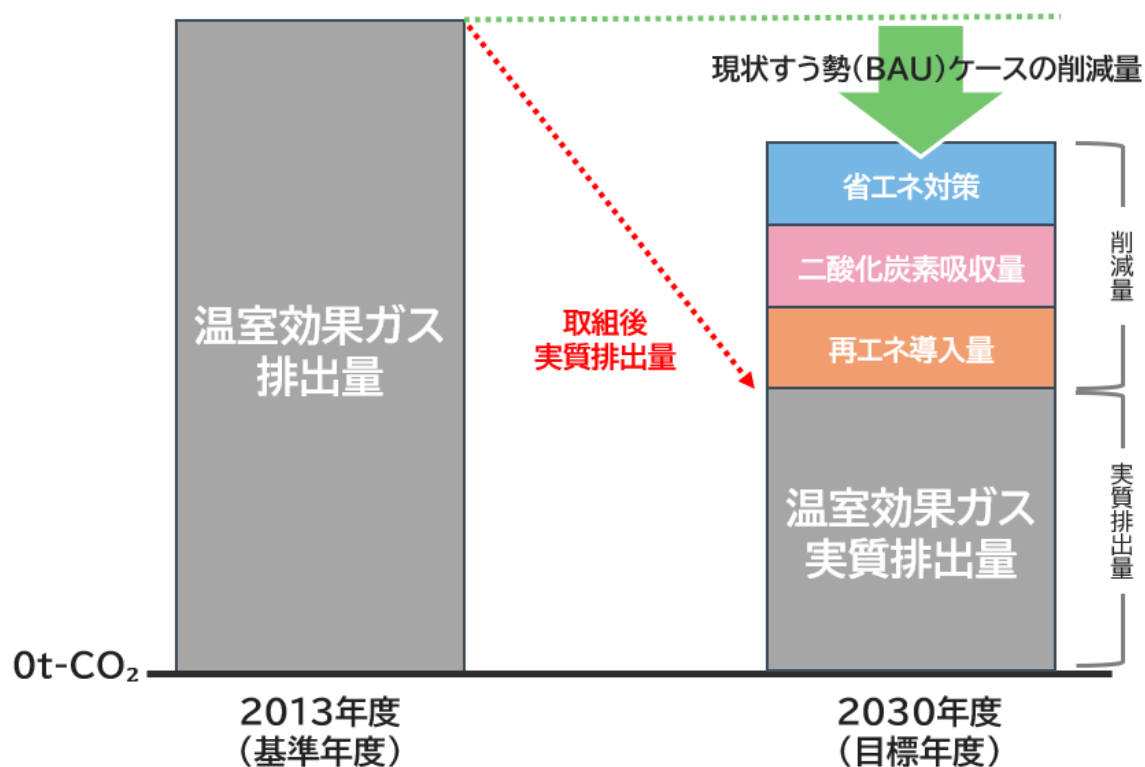 現状すう勢(BAU)ケースの削減量
温室効果ガス
排出量
取組後
実質排出量
省エネ対策
二酸化炭素吸収量
再エネ導入量
温室効果ガス
実質排出量
削減量
実質排出量
0t-CO₂
2013年度
(基準年度)
2030年度
(目標年度)